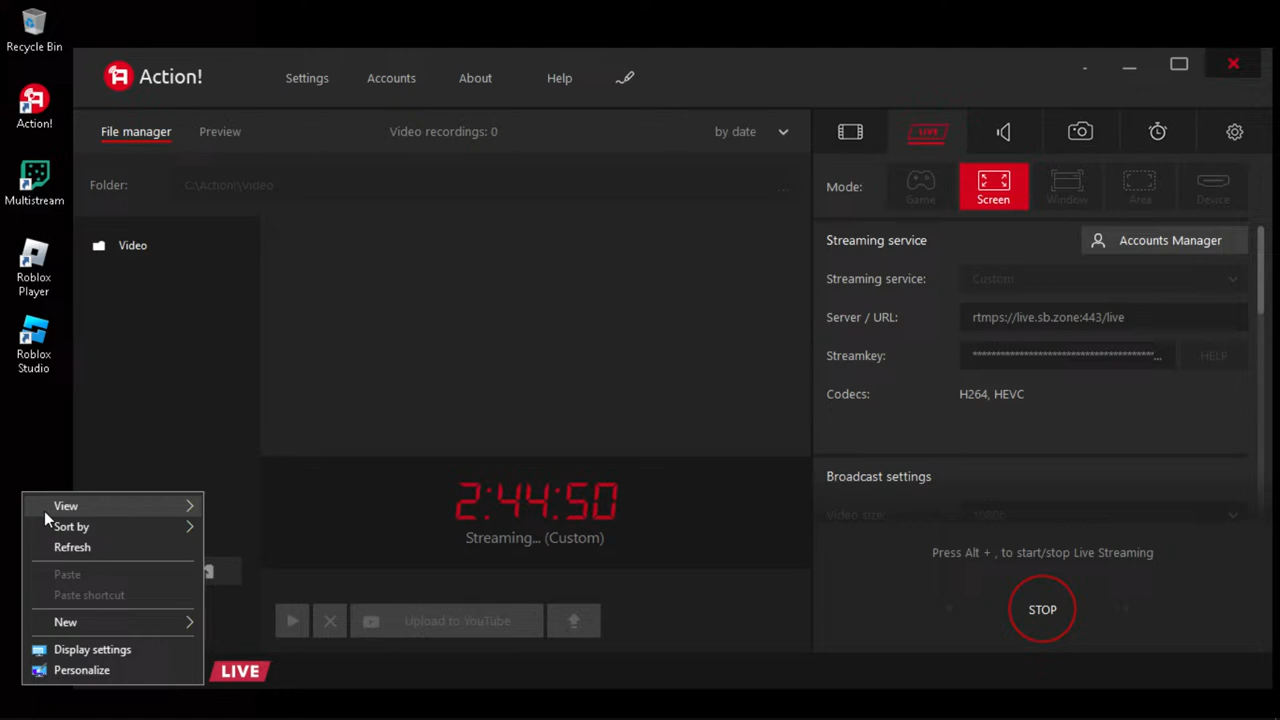 Recycle Bin
Action!
Multistream
Roblox
Player
Roblox
Studio
Action!
Settings
Accounts
About
Help
File manager
Preview
Video recordings: 0
by date
LIVE
Folder:
C:\Action!\Video
...
Mode:
Game
Screen
Window
Area
Device
Video
Streaming service
Accounts Manager
Streaming service:
Custom
Server / URL:
rtmps://live.sb.zone:443/live
Streamkey:
****************************************...
HELP
Codecs:
H264, HEVC
Broadcast settings
Video size:
1080p
2:44:50
Streaming... (Custom)
Press Alt + , to start/stop Live Streaming
STOP
Upload to YouTube
LIVE
View
Sort by
Refresh
Paste
Paste shortcut
New
Display settings
Personalize